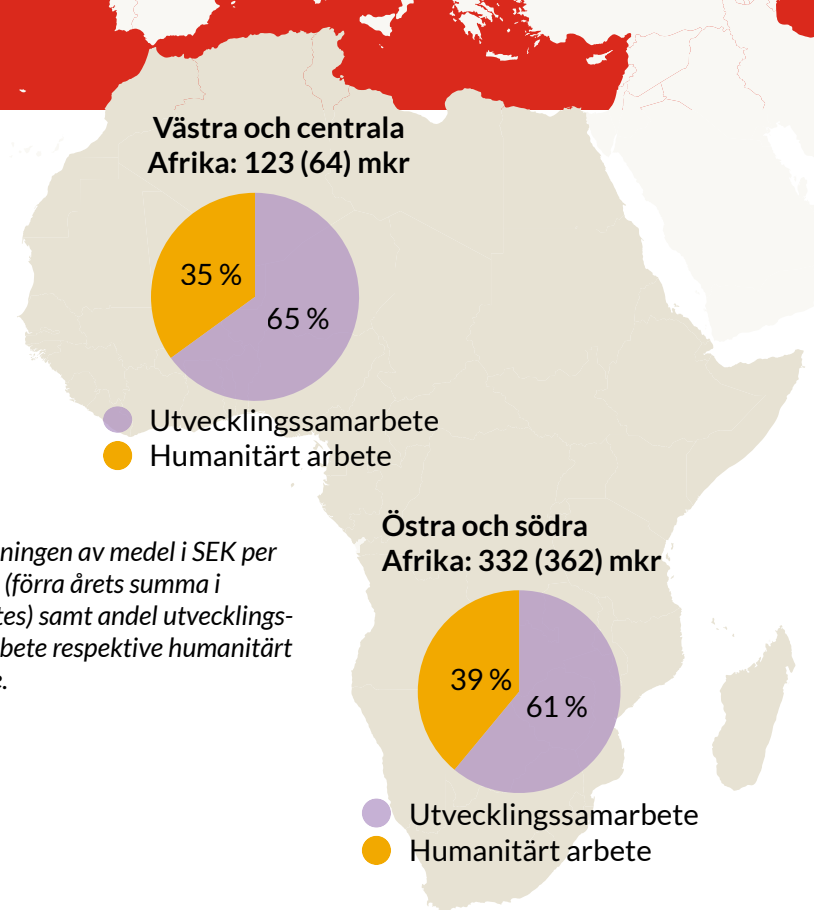 Västra och centrala
Afrika: 123 (64) mkr
35 %
65 %
Utvecklingssamarbete
Humanitärt arbete
ningen av medel i SEK per
(förra årets summa i
tes) samt andel utvecklings-
bete respektive humanitärt
e.
Östra och södra
Afrika: 332 (362) mkr
39 %
61 %
Utvecklingssamarbete
Humanitärt arbete